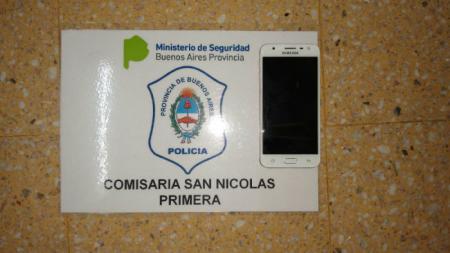 Ministerio de Seguridad
Buenos Aires Provincia
PROVINCIA DE BUENOS AIRES
POLICIA
COMISARIA SAN NICOLAS
PRIMERA
SAMSUNG